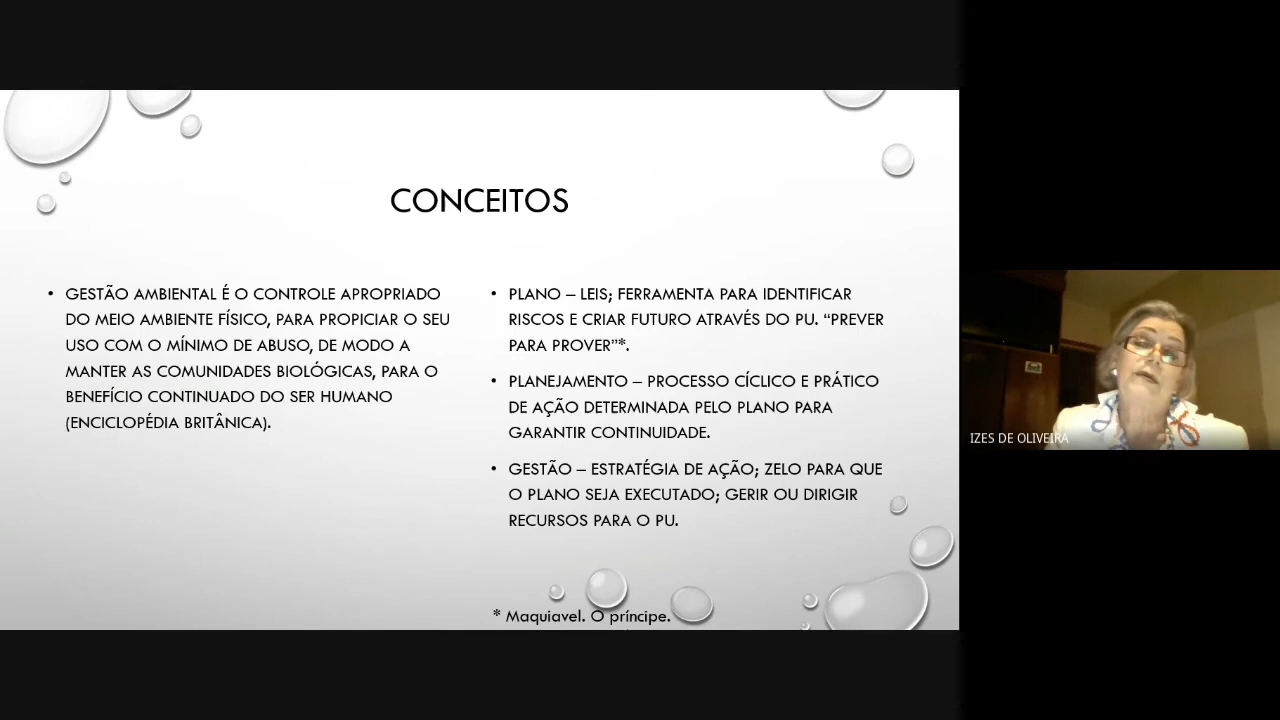 CONCEITOS
• GESTÃO AMBIENTAL É O CONTROLE APROPRIADO
DO MEIO AMBIENTE FÍSICO, PARA PROPICIAR O SEU
USO COM O MÍNIMO DE ABUSO, DE MODO A
MANTER AS COMUNIDADES BIOLÓGICAS, PARA O
BENEFÍCIO CONTINUADO DO SER HUMANO
(ENCICLOPÉDIA BRITÂNICA).
• PLANO – LEIS; FERRAMENTA PARA IDENTIFICAR
RISCOS E CRIAR FUTURO ATRAVÉS DO PU. “PREVER
PARA PROVER”*.
• PLANEJAMENTO – PROCESSO CÍCLICO E PRÁTICO
DE AÇÃO DETERMINADA PELO PLANO PARA
GARANTIR CONTINUIDADE.
• GESTÃO – ESTRATÉGIA DE AÇÃO; ZELO PARA QUE
O PLANO SEJA EXECUTADO; GERIR OU DIRIGIR
RECURSOS PARA O PU.
* Maquiavel. O príncipe.
IZES DE OLIVEIRA